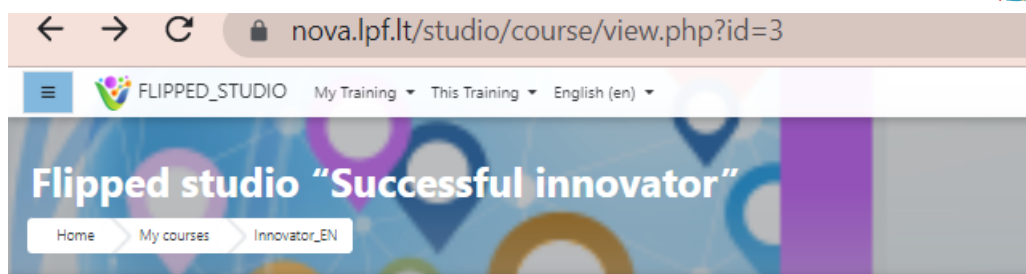 nova.lpf.lt/studio/course/view.php?id=3
FLIPPED_STUDIO My Training This Training English (en)
Flipped studio “Successful innovator”
Home My courses Innovator_EN